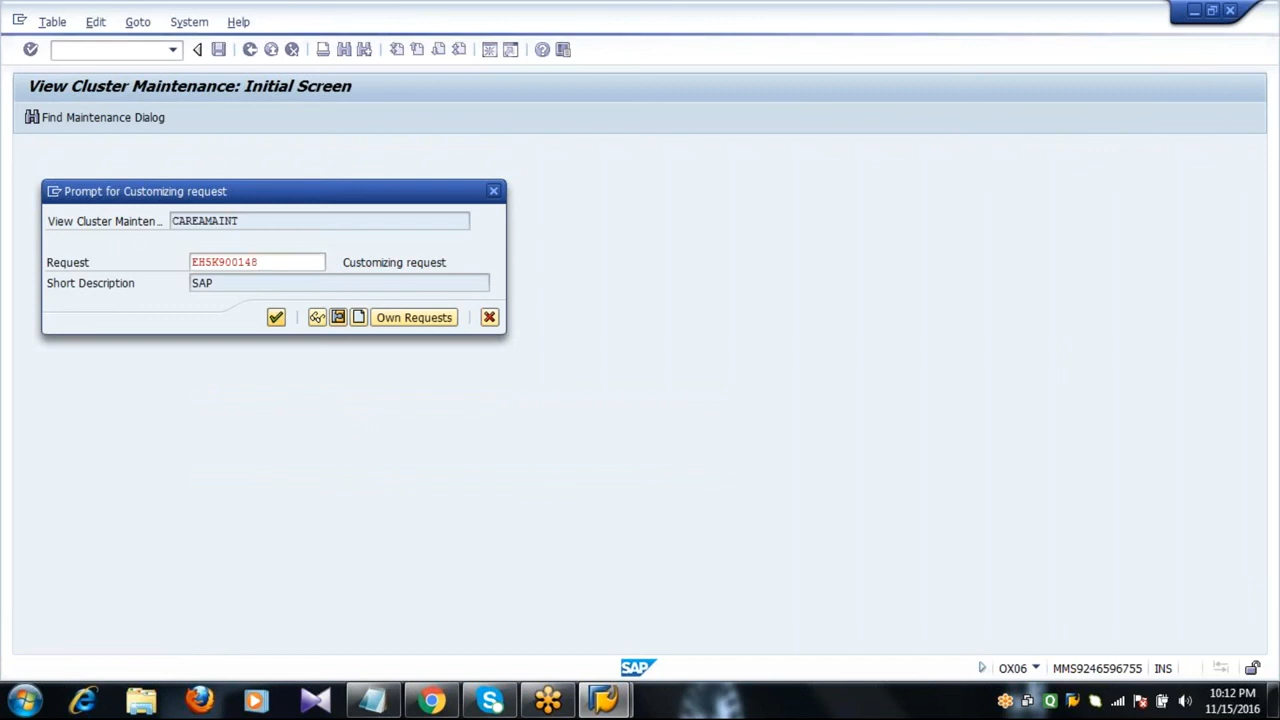 Table Edit Goto System Help
View Cluster Maintenance: Initial Screen
Find Maintenance Dialog
Prompt for Customizing request
View Cluster Mainten.. CAREAMAINT
Request EH5K900148 Customizing request
Short Description SAP
Own Requests
SAP
OX06 MMS9246596755 INS
10:12 PM
11/15/2016